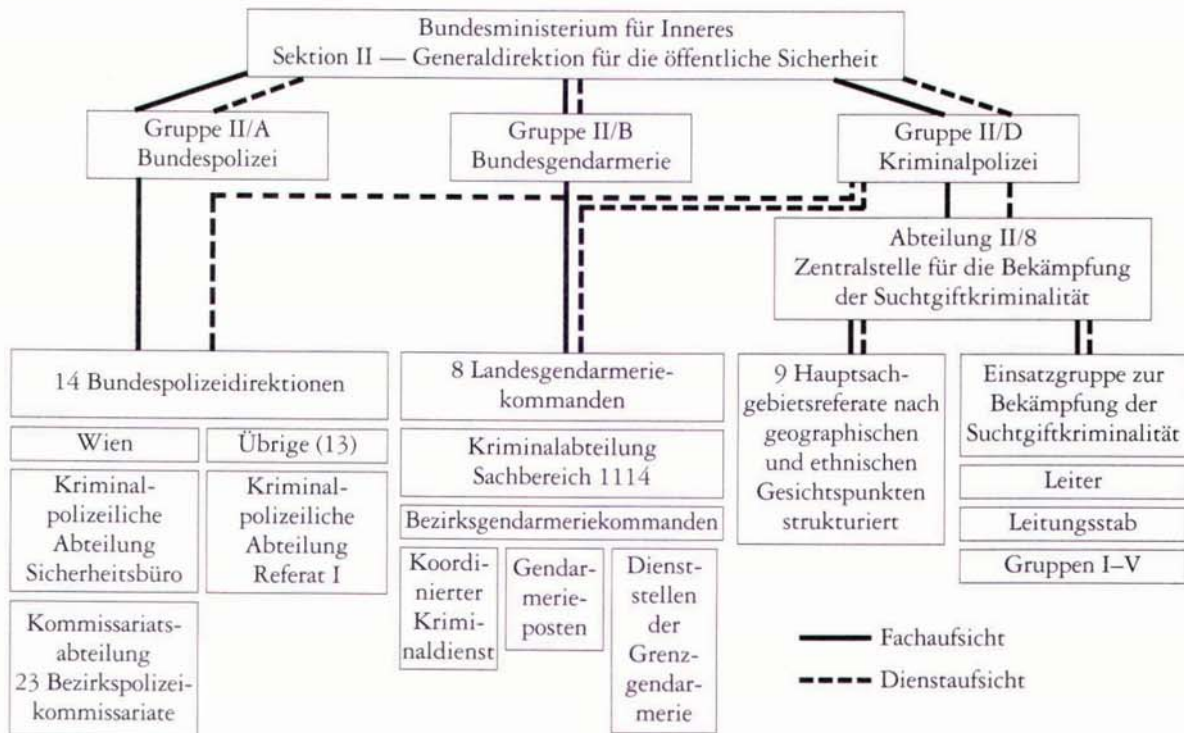 Bundesministerium für Inneres
Sektion II — Generaldirektion für die öffentliche Sicherheit
Gruppe II/A
Bundespolizei
Gruppe II/B
Bundesgendarmerie
Gruppe II/D
Kriminalpolizei
Abteilung II/8
Zentralstelle für die Bekämpfung
der Suchtgiftkriminalität
14 Bundespolizeidirektionen
Wien
Kriminal-
polizeiliche
Abteilung
Sicherheitsbüro
Kommissariats-
abteilung
23 Bezirkspolizei-
kommissariate
Übrige (13)
Kriminal-
polizeiliche
Abteilung
Referat I
8 Landesgendarmerie-
kommanden
Kriminalabteilung
Sachbereich 1114
Bezirksgendarmeriekommanden
Koordi-
nierter
Krimi-
naldienst
Gendar-
merie-
posten
Dienst-
stellen
der
Grenz-
gendar-
merie
9 Hauptsach-
gebietsreferate nach
geographischen
und ethnischen
Gesichtspunkten
strukturiert
Einsatzgruppe zur
Bekämpfung der
Suchtgiftkriminalität
Leiter
Leitungsstab
Gruppen I–V
Fachaufsicht
Dienstaufsicht